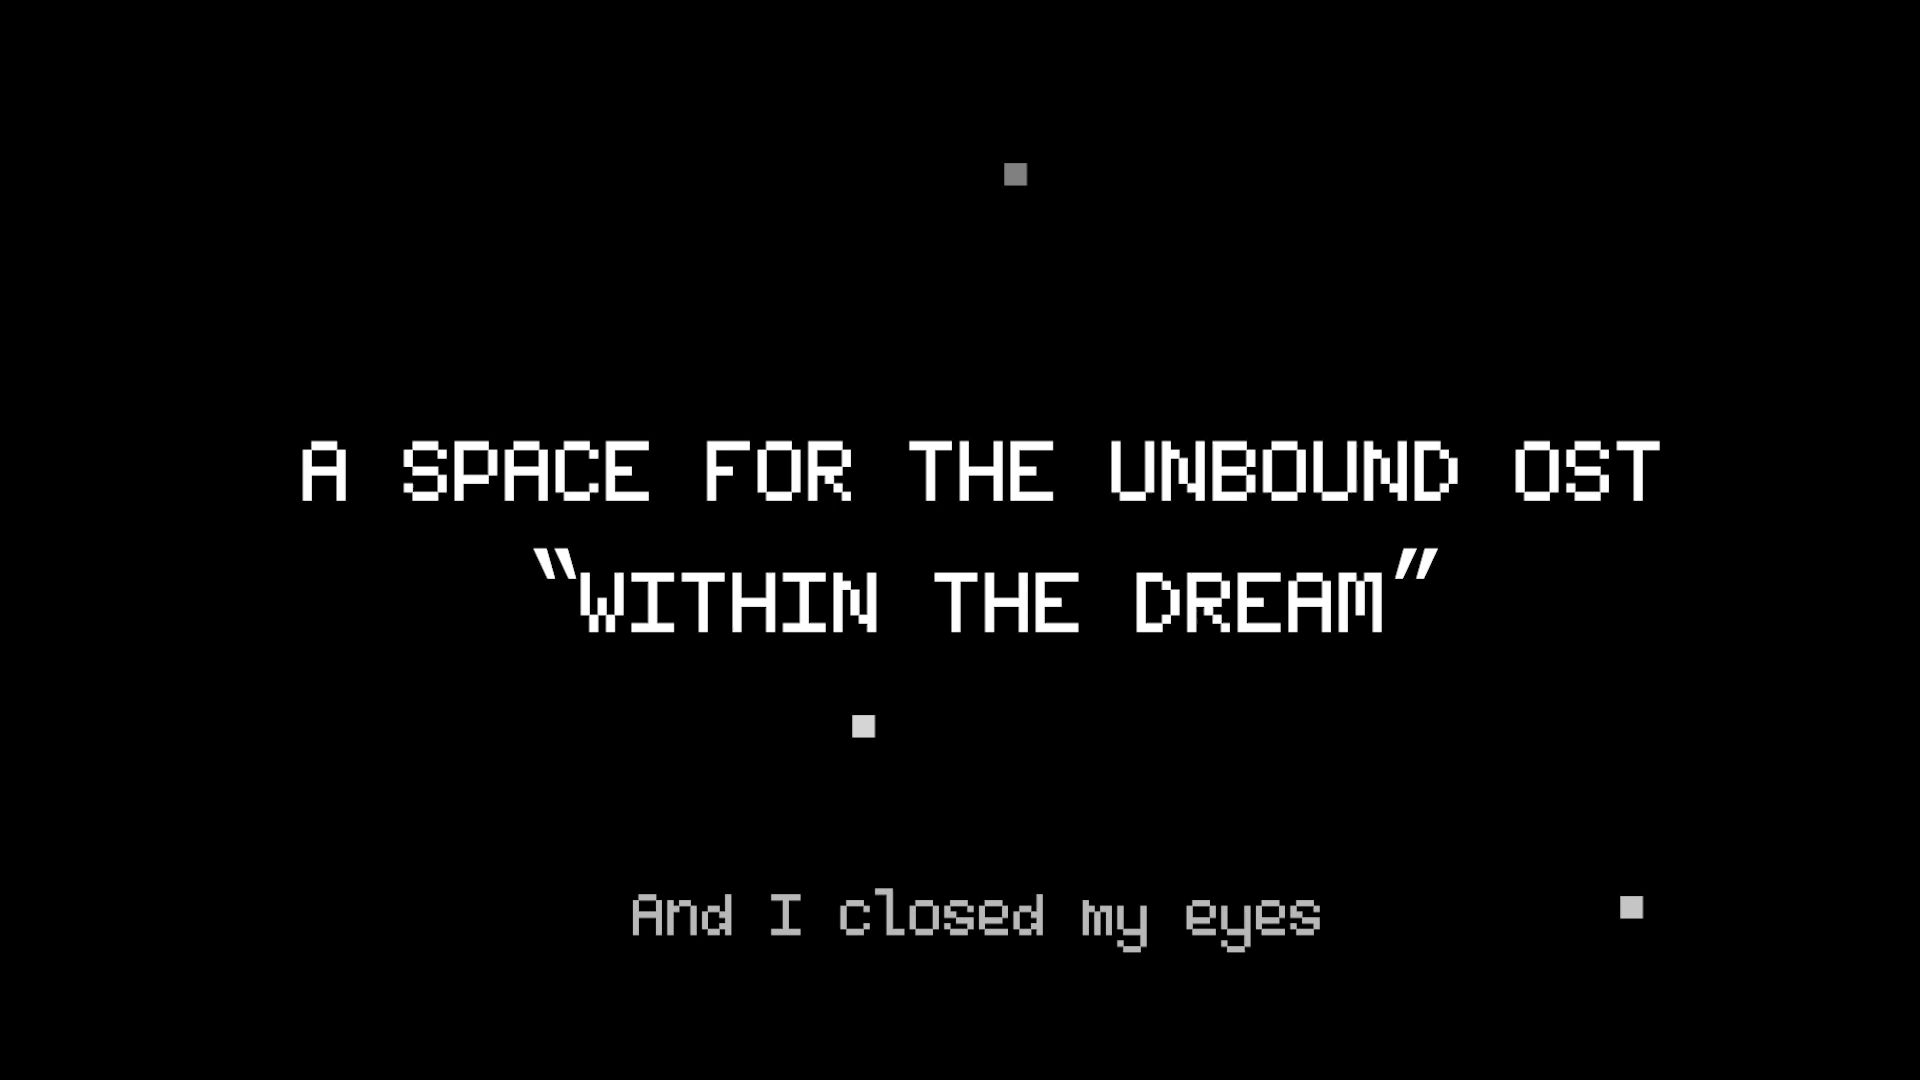 A SPACE FOR THE UNBOUND OST
“WITHIN THE DREAM”
And I closed my eyes